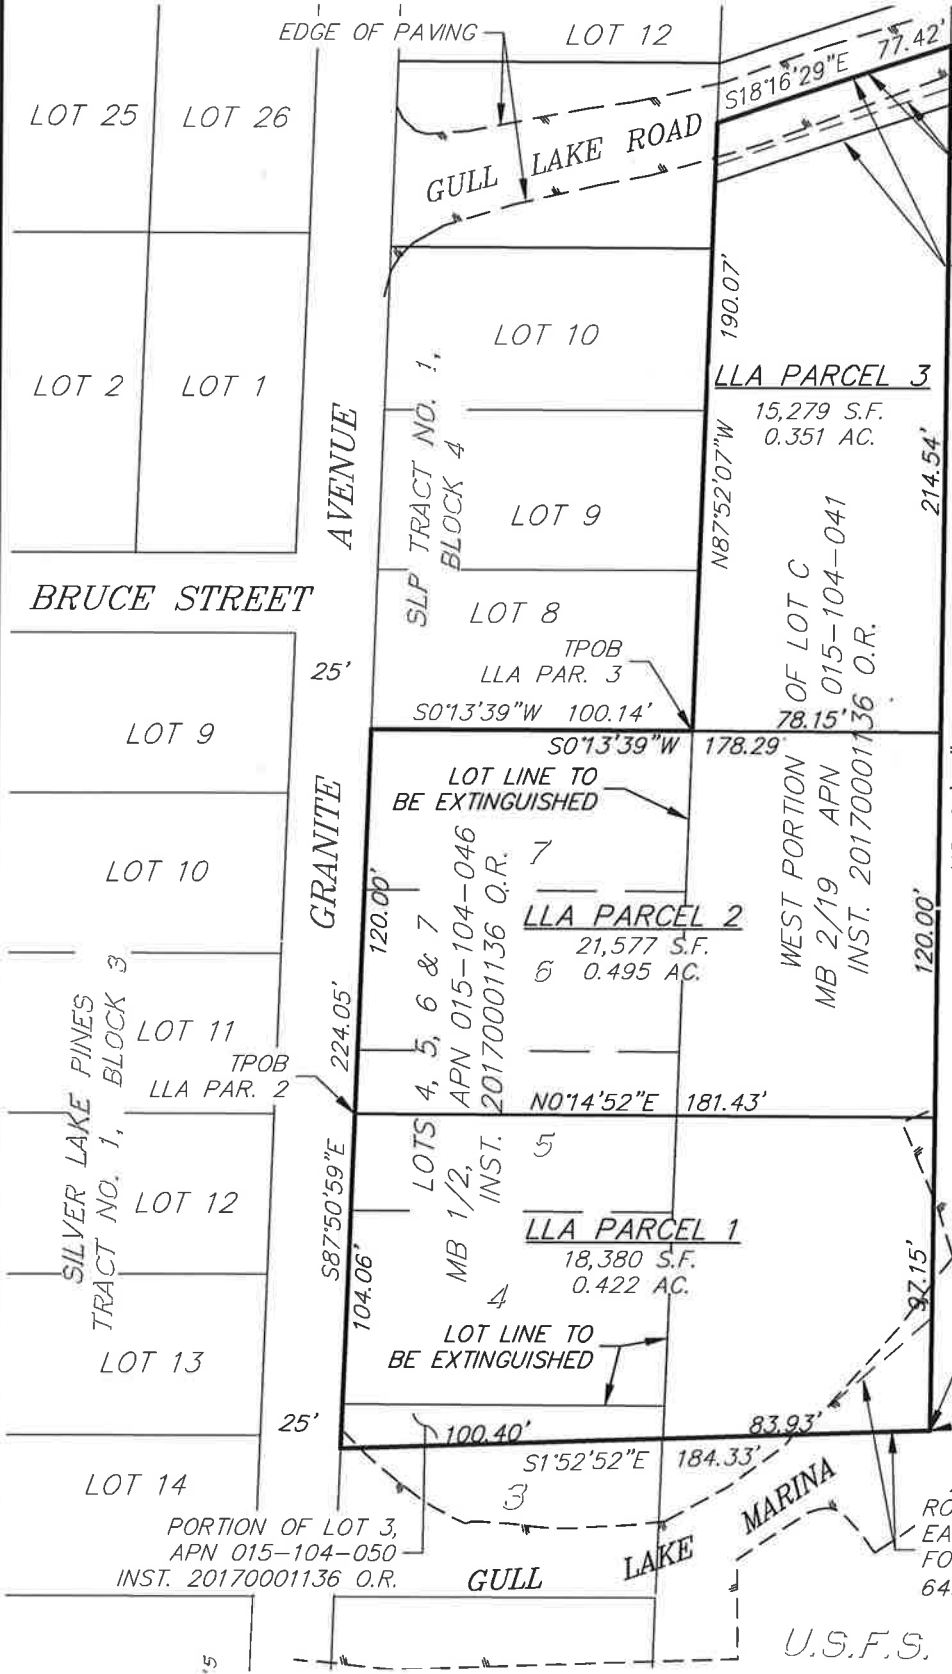 EDGE OF PAVING
LOT 12
77.42'
S18°16'29"E
LOT 25
LOT 26
GULL LAKE ROAD
190.07'
LOT 10
LOT 2
LOT 1
LLA PARCEL 3
15,279 S.F.
0.351 AC.
214.54'
N87°52'07"W
SLP TRACT NO. 1,
BLOCK 4
AVENUE
LOT 9
BRUCE STREET
LOT 8
WEST PORTION OF LOT C
MB 2/19 APN 015-104-041
INST. 20170001136 O.R.
TPOB
LLA PAR. 3
25'
S0°13'39"W 100.14'
78.15'
LOT 9
S0°13'39"W 178.29'
LOT LINE TO
BE EXTINGUISHED
GRANITE
7
LOT 10
120.00'
LOTS 4, 5, 6 & 7
MB 1/2, APN 015-104-046
INST. 20170001136 O.R.
LLA PARCEL 2
21,577 S.F.
6
0.495 AC.
120.00'
SILVER LAKE PINES
TRACT NO. 1, BLOCK 3
LOT 11
224.05'
TPOB
LLA PAR. 2
N0°14'52"E 181.43'
5
S87°50'59"E
LOT 12
LLA PARCEL 1
18,380 S.F.
0.422 AC.
104.06'
97.15'
4
LOT LINE TO
BE EXTINGUISHED
LOT 13
25'
100.40'
83.93'
S1°52'52"E 184.33'
LOT 14
3
PORTION OF LOT 3,
APN 015-104-050
INST. 20170001136 O.R.
GULL LAKE MARINA
RO
EA
FO
64
U.S.F.S.